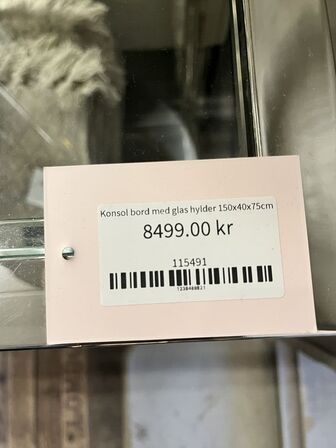 Konsol bord med glas hylder 150x40x75cm
8499.00 kr
115491